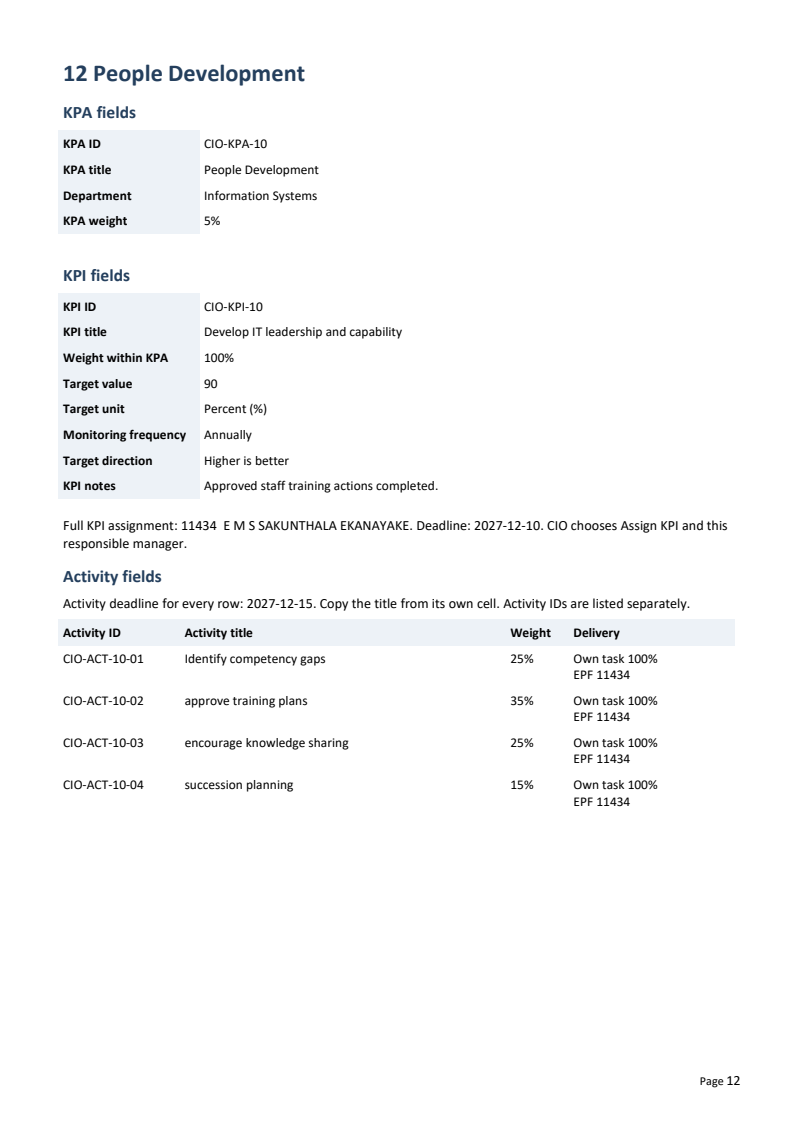 12 People Development
KPA fields
KPA ID CIO-KPA-10
KPA title People Development
Department Information Systems
KPA weight 5%
KPI fields
KPI ID CIO-KPI-10
KPI title Develop IT leadership and capability
Weight within KPA 100%
Target value 90
Target unit Percent (%)
Monitoring frequency Annually
Target direction Higher is better
KPI notes Approved staff training actions completed.
Full KPI assignment: 11434  E M S SAKUNTHALA EKANAYAKE. Deadline: 2027-12-10. CIO chooses Assign KPI and this
responsible manager.
Activity fields
Activity deadline for every row: 2027-12-15. Copy the title from its own cell. Activity IDs are listed separately.
Activity ID Activity title Weight Delivery
CIO-ACT-10-01 Identify competency gaps 25% Own task 100%
EPF 11434
CIO-ACT-10-02 approve training plans 35% Own task 100%
EPF 11434
CIO-ACT-10-03 encourage knowledge sharing 25% Own task 100%
EPF 11434
CIO-ACT-10-04 succession planning 15% Own task 100%
EPF 11434
Page 12